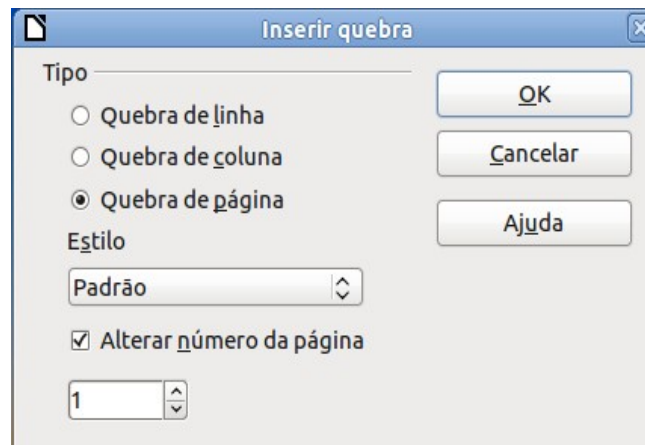 Inserir quebra
Tipo
Quebra de linha
Quebra de coluna
Quebra de página
Estilo
Padrão
Alterar número da página
1
OK
Cancelar
Ajuda